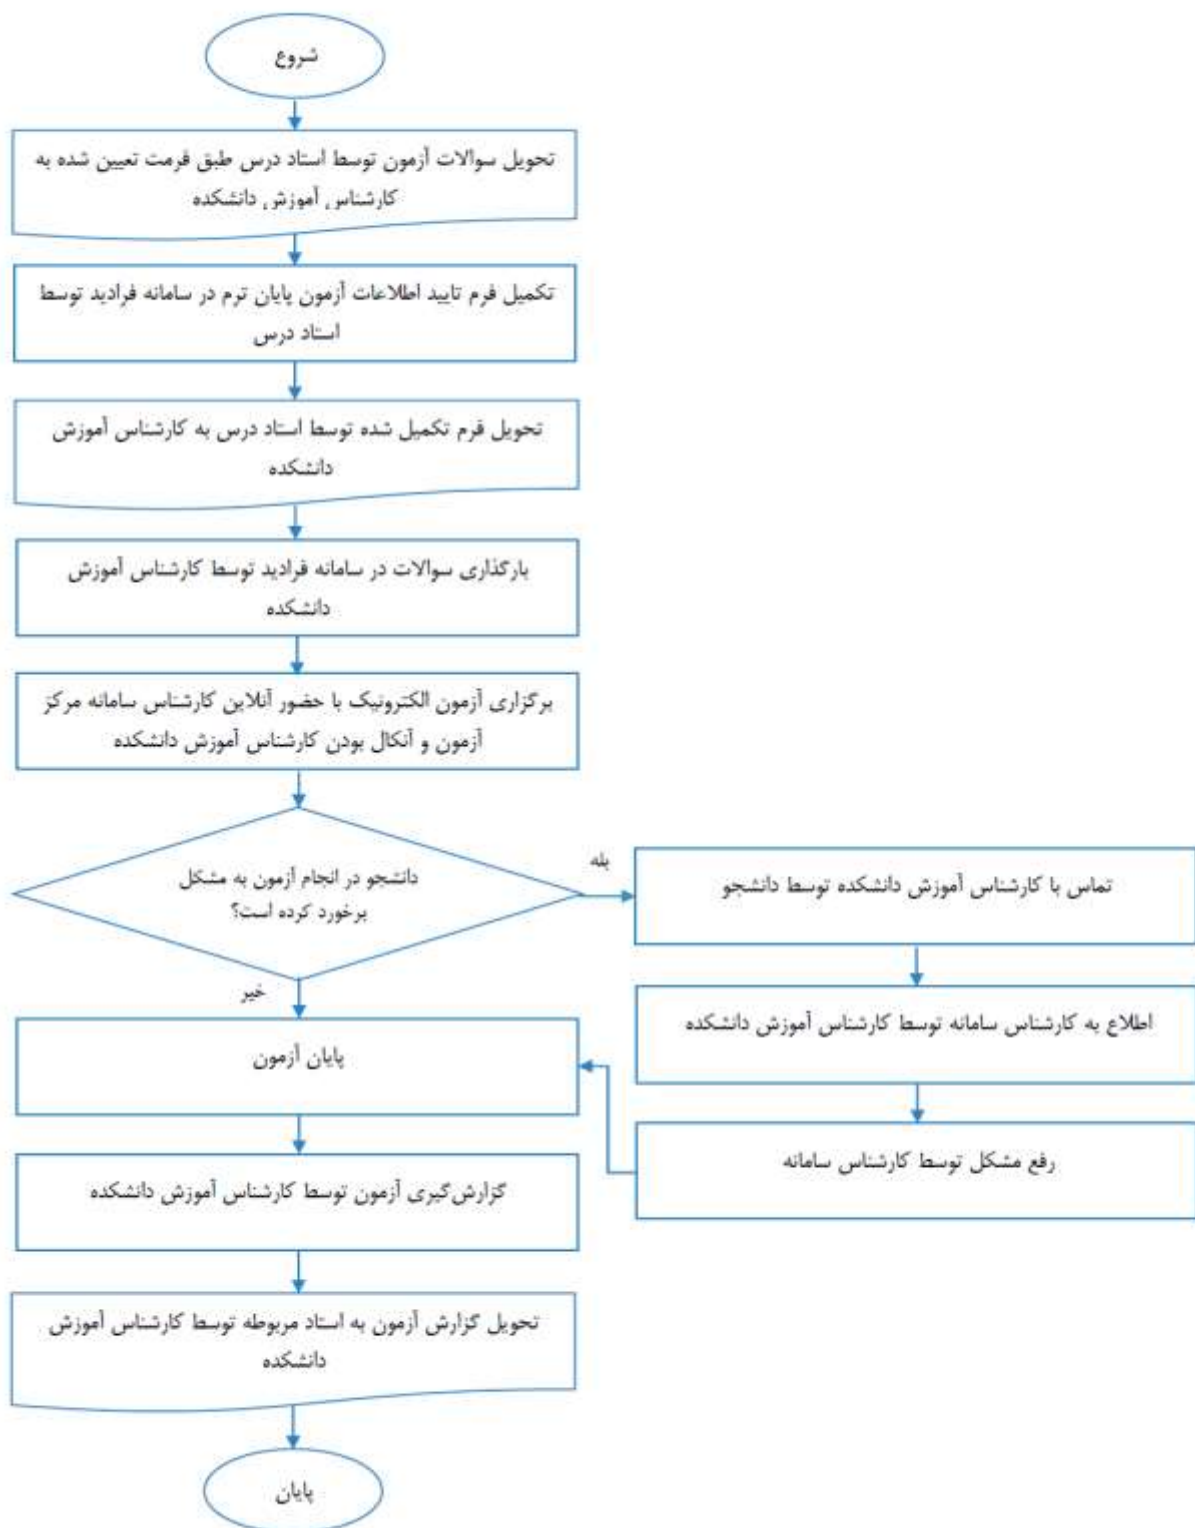 شروع
تحویل سوالات آزمون توسط استاد درس طبق فرمت تعیین شده به
کارشناس آموزش دانشکده
تکمیل فرم تایید اطلاعات آزمون پایان ترم در سامانه فرادید توسط
استاد درس
تحویل فرم تکمیل شده توسط استاد درس به کارشناس آموزش
دانشکده
بارگذاری سوالات در سامانه فرادید توسط کارشناس آموزش
دانشکده
برگزاری آزمون الکترونیک با حضور آنلاین کارشناس سامانه مرکز
آزمون و آنکال بودن کارشناس آموزش دانشکده
دانشجو در انجام آزمون به مشکل
برخورد کرده است؟
بله
تماس با کارشناس آموزش دانشکده توسط دانشجو
اطلاع به کارشناس سامانه توسط کارشناس آموزش دانشکده
رفع مشکل توسط کارشناس سامانه
خیر
پایان آزمون
گزارش‌گیری آزمون توسط کارشناس آموزش دانشکده
تحویل گزارش آزمون به استاد مربوطه توسط کارشناس آموزش
دانشکده
پایان